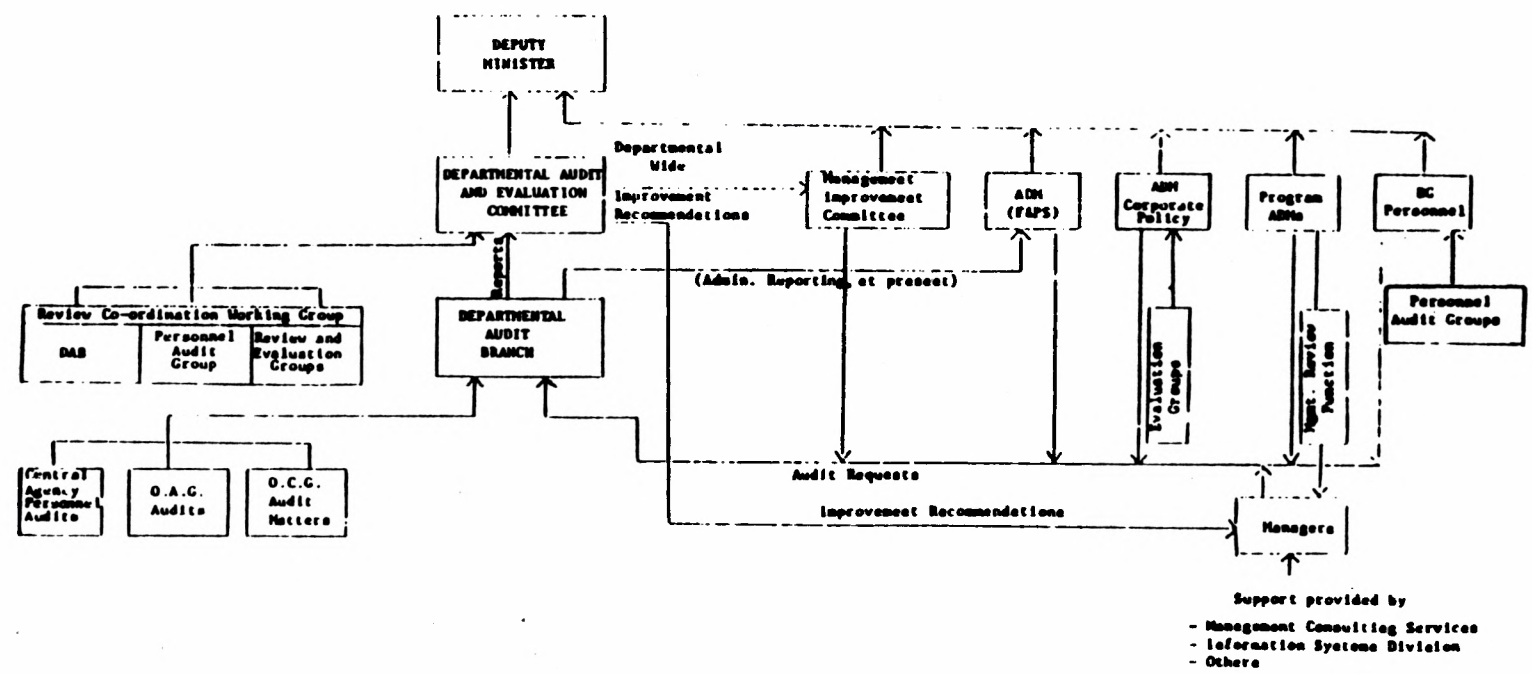 DEPUTY
MINISTER
Departmental
Wide
Improvement
Recommendations
DEPARTMENTAL AUDIT
AND EVALUATION
COMMITTEE
Management
Improvement
Committee
ADM
(F&PS)
ADM
Corporate
Policy
Program
ADMs
DG
Personnel
Reports
(Admin. Reporting, at present)
Review Co-ordination Working Group
DAB
Personnel
Audit
Group
Review and
Evaluation
Groups
DEPARTMENTAL
AUDIT
BRANCH
Evaluation
Groups
Mgmt. Review
Function
Personnel
Audit Groups
Central
Agency
Personnel
Audits
O.A.G.
Audits
O.C.G.
Audit
Matters
Audit Requests
Improvement Recommendations
Managers
Support provided by
- Management Consulting Services
- Information Systems Division
- Others